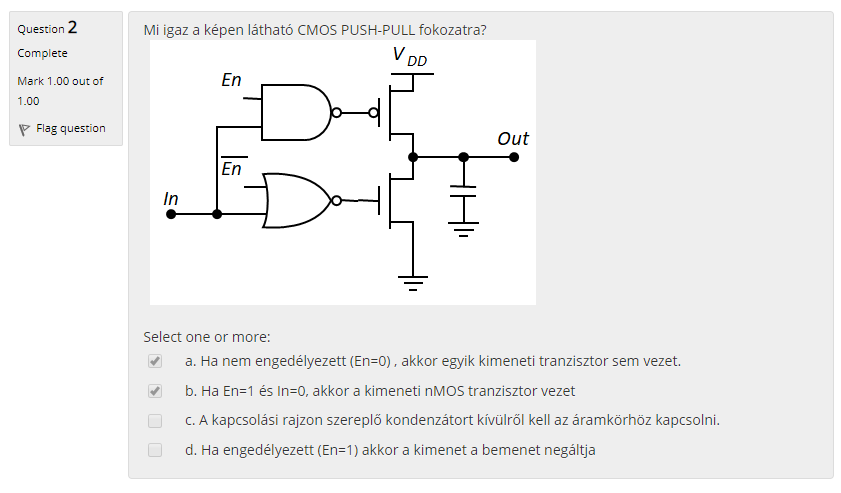 Question 2
Complete
Mark 1.00 out of
1.00
Flag question
Mi igaz a képen látható CMOS PUSH-PULL fokozatra?
V DD
En
Out
En
In
Select one or more:
a. Ha nem engedélyezett (En=0) , akkor egyik kimeneti tranzisztor sem vezet.
b. Ha En=1 és In=0, akkor a kimeneti nMOS tranzisztor vezet
c. A kapcsolási rajzon szereplő kondenzátort kívülről kell az áramkörhöz kapcsolni.
d. Ha engedélyezett (En=1) akkor a kimenet a bemenet negáltja